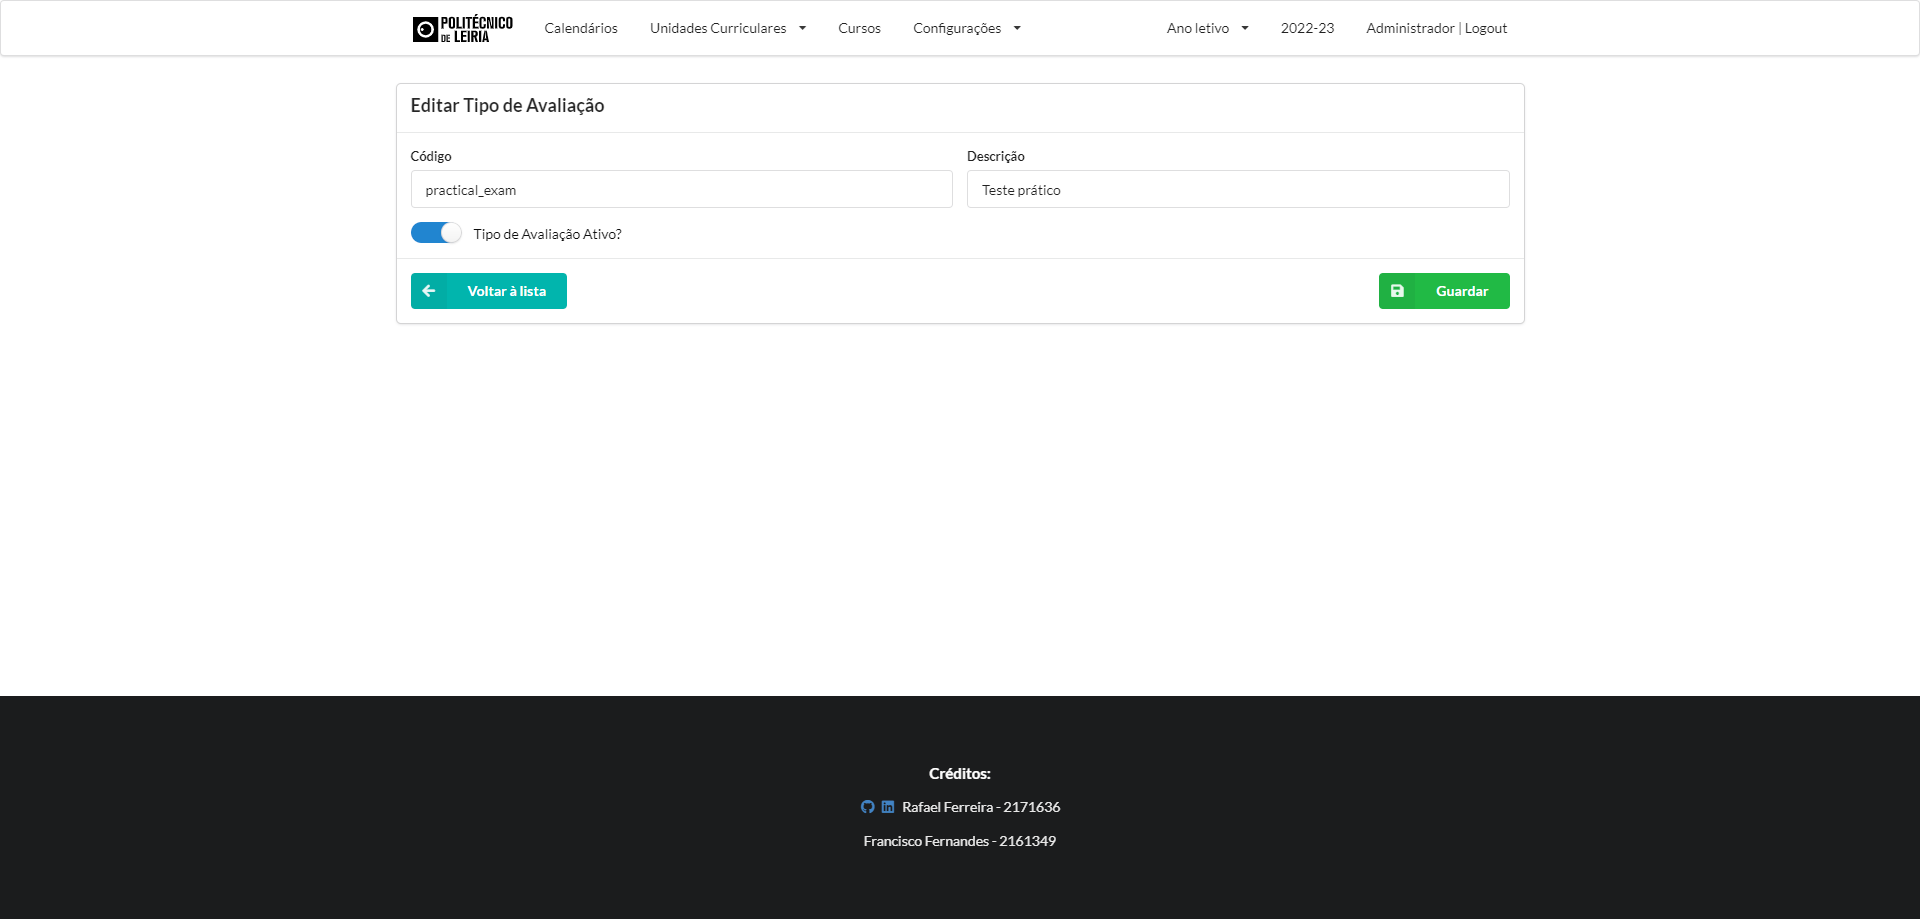 POLITÉCNICO
DE LEIRIA
Calendários
Unidades Curriculares
Cursos
Configurações
Ano letivo
2022-23
Administrador | Logout
Editar Tipo de Avaliação
Código
Descrição
practical_exam
Teste prático
Tipo de Avaliação Ativo?
Voltar à lista
Guardar
Créditos:
Rafael Ferreira - 2171636
Francisco Fernandes - 2161349